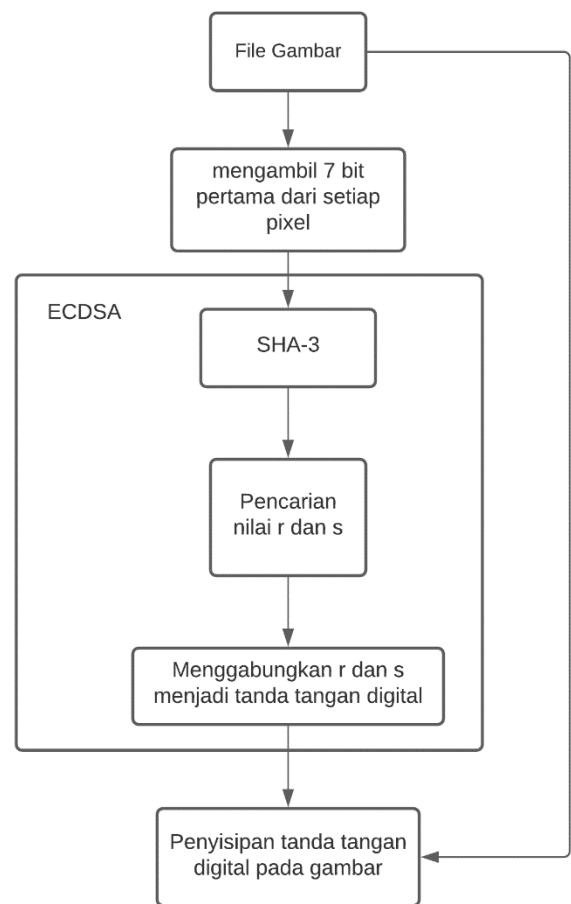 File Gambar
mengambil 7 bit
pertama dari setiap
pixel
ECDSA
SHA-3
Pencarian
nilai r dan s
Menggabungkan r dan s
menjadi tanda tangan digital
Penyisipan tanda tangan
digital pada gambar